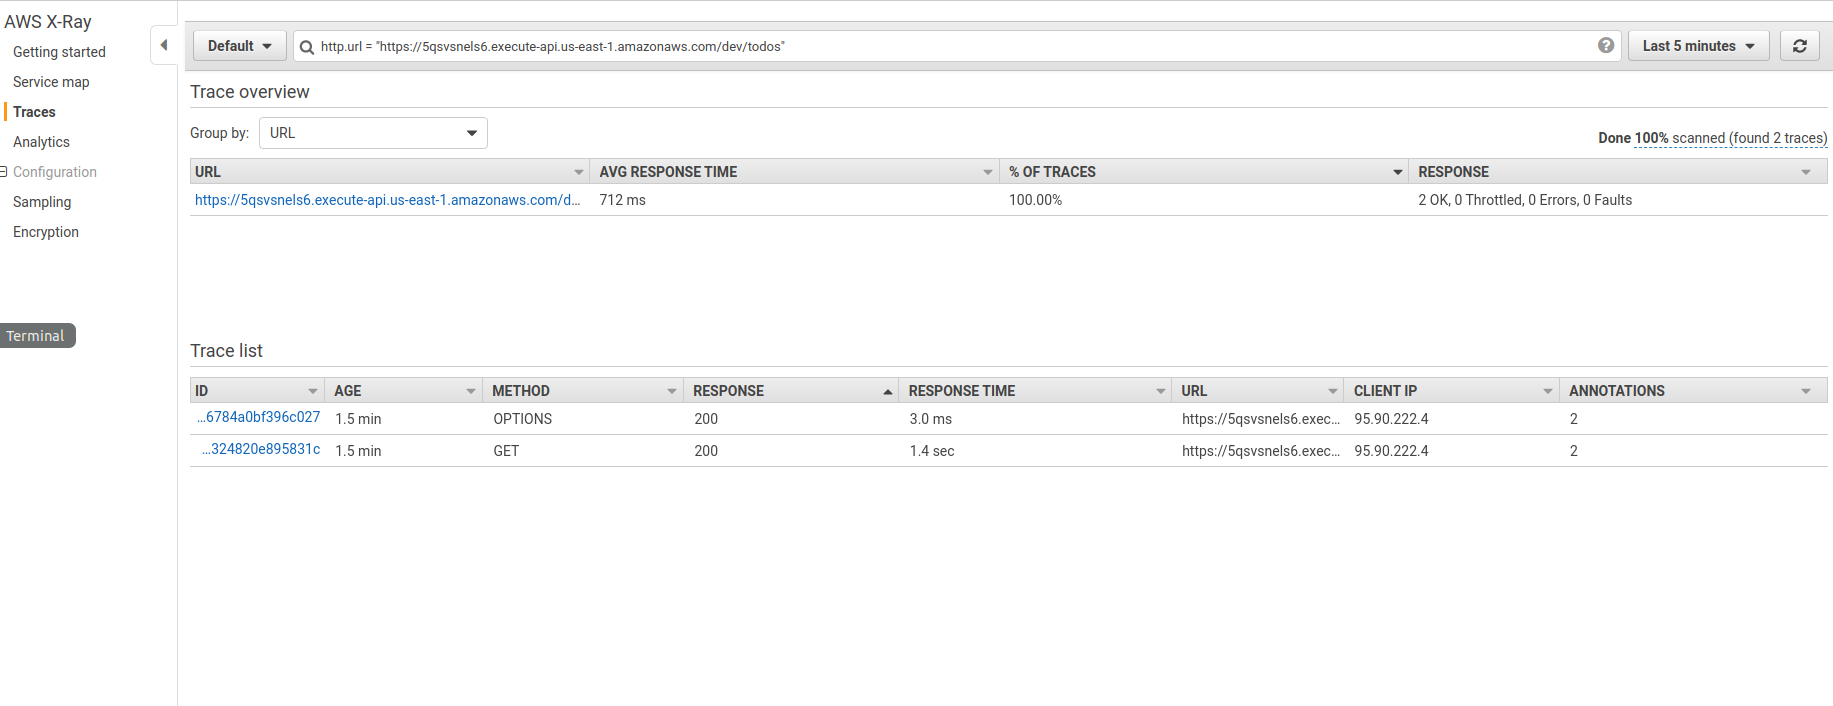 AWS X-Ray
Getting started
Service map
Traces
Analytics
Configuration
Sampling
Encryption
Terminal
Default
http.url = "https://5qsvsnels6.execute-api.us-east-1.amazonaws.com/dev/todos"
?
Last 5 minutes
Trace overview
Group by: URL
Done 100% scanned (found 2 traces)
URL AVG RESPONSE TIME % OF TRACES RESPONSE
https://5qsvsnels6.execute-api.us-east-1.amazonaws.com/d... 712 ms 100.00% 2 OK, 0 Throttled, 0 Errors, 0 Faults
Trace list
ID AGE METHOD RESPONSE RESPONSE TIME URL CLIENT IP ANNOTATIONS
...6784a0bf396c027 1.5 min OPTIONS 200 3.0 ms https://5qsvsnels6.exec... 95.90.222.4 2
...324820e895831c 1.5 min GET 200 1.4 sec https://5qsvsnels6.exec... 95.90.222.4 2